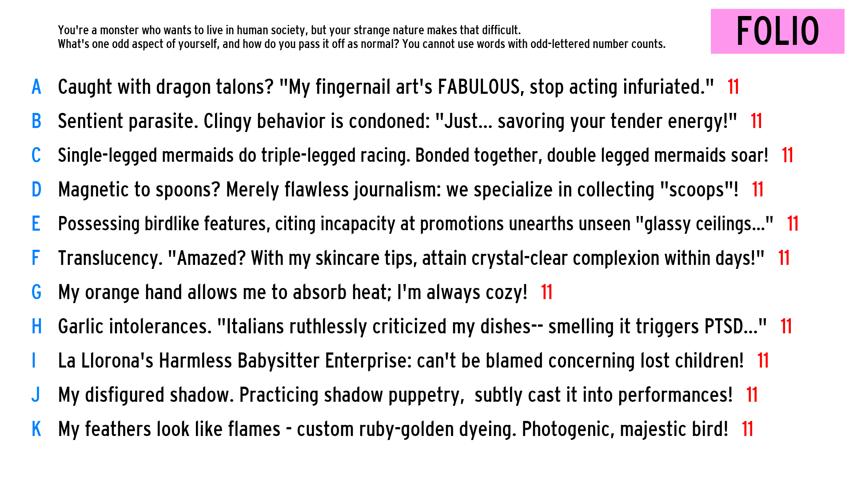 You're a monster who wants to live in human society, but your strange nature makes that difficult.
What's one odd aspect of yourself, and how do you pass it off as normal? You cannot use words with odd-lettered number counts.
FOLIO
A Caught with dragon talons? "My fingernail art's FABULOUS, stop acting infuriated." 11
B Sentient parasite. Clingy behavior is condoned: "Just... savoring your tender energy!" 11
C Single-legged mermaids do triple-legged racing. Bonded together, double legged mermaids soar! 11
D Magnetic to spoons? Merely flawless journalism: we specialize in collecting "scoops"! 11
E Possessing birdlike features, citing incapacity at promotions unearths unseen "glassy ceilings..." 11
F Translucency. "Amazed? With my skincare tips, attain crystal-clear complexion within days!" 11
G My orange hand allows me to absorb heat; I'm always cozy! 11
H Garlic intolerances. "Italians ruthlessly criticized my dishes-- smelling it triggers PTSD..." 11
I La Llorona's Harmless Babysitter Enterprise: can't be blamed concerning lost children! 11
J My disfigured shadow. Practicing shadow puppetry,  subtly cast it into performances! 11
K My feathers look like flames - custom ruby-golden dyeing. Photogenic, majestic bird! 11